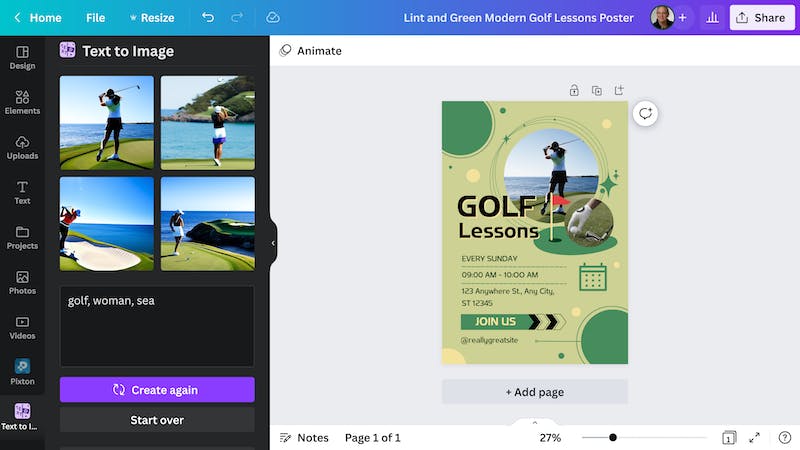 Home
File
Resize
Lint and Green Modern Golf Lessons Poster
+
Share
Design
Elements
Uploads
Text
Projects
Photos
Videos
Pixton
Text to I...
Text to Image
golf, woman, sea
Create again
Start over
Animate
GOLF
Lessons
EVERY SUNDAY
09:00 AM - 10:00 AM
123 Anywhere St., Any City,
ST 12345
JOIN US
@reallygreatsite
+ Add page
Notes
Page 1 of 1
27%
1
?